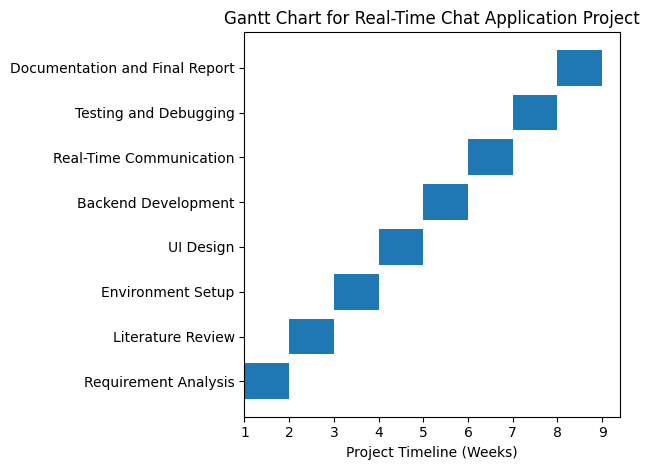 Gantt Chart for Real-Time Chat Application Project
Documentation and Final Report
Testing and Debugging
Real-Time Communication
Backend Development
UI Design
Environment Setup
Literature Review
Requirement Analysis
1 2 3 4 5 6 7 8 9
Project Timeline (Weeks)